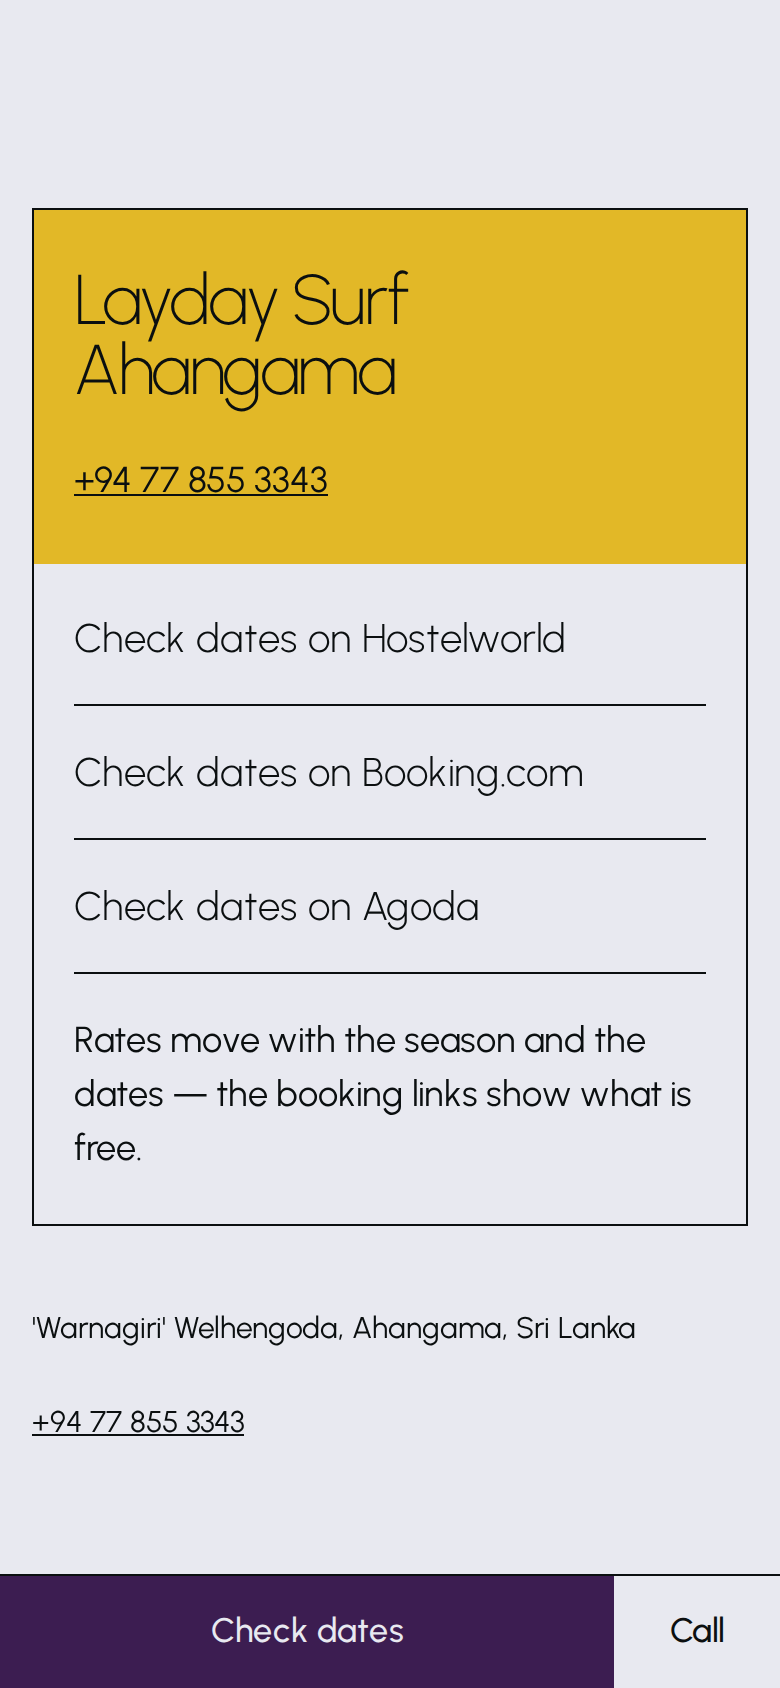 Layday Surf
Ahangama
+94 77 855 3343
Check dates on Hostelworld
Check dates on Booking.com
Check dates on Agoda
Rates move with the season and the
dates — the booking links show what is
free.
'Warnagiri' Welhengoda, Ahangama, Sri Lanka
+94 77 855 3343
Check dates
Call